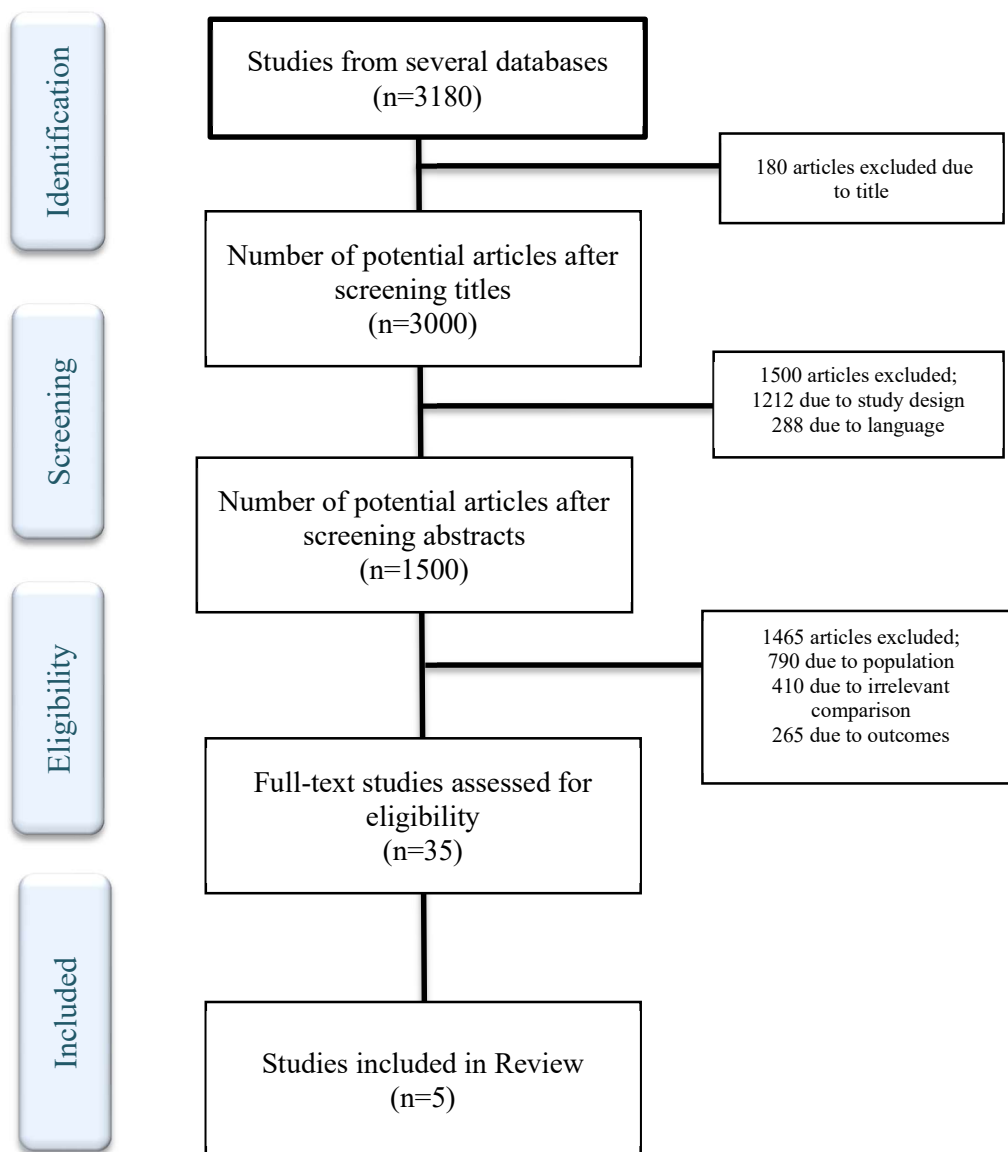 Identification
Studies from several databases
(n=3180)
180 articles excluded due
to title
Number of potential articles after
screening titles
(n=3000)
Screening
1500 articles excluded;
1212 due to study design
288 due to language
Number of potential articles after
screening abstracts
(n=1500)
Eligibility
1465 articles excluded;
790 due to population
410 due to irrelevant
comparison
265 due to outcomes
Full-text studies assessed for
eligibility
(n=35)
Included
Studies included in Review
(n=5)